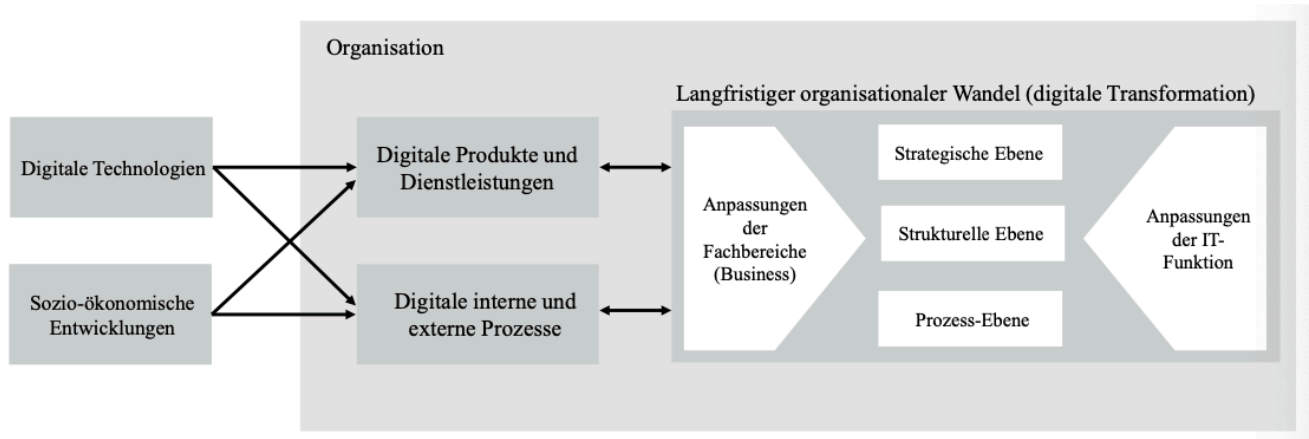 Organisation
Langfristiger organisationaler Wandel (digitale Transformation)
Digitale Technologien
Sozio-ökonomische
Entwicklungen
Digitale Produkte und
Dienstleistungen
Digitale interne und
externe Prozesse
Anpassungen
der
Fachbereiche
(Business)
Strategische Ebene
Strukturelle Ebene
Prozess-Ebene
Anpassungen
der IT-
Funktion